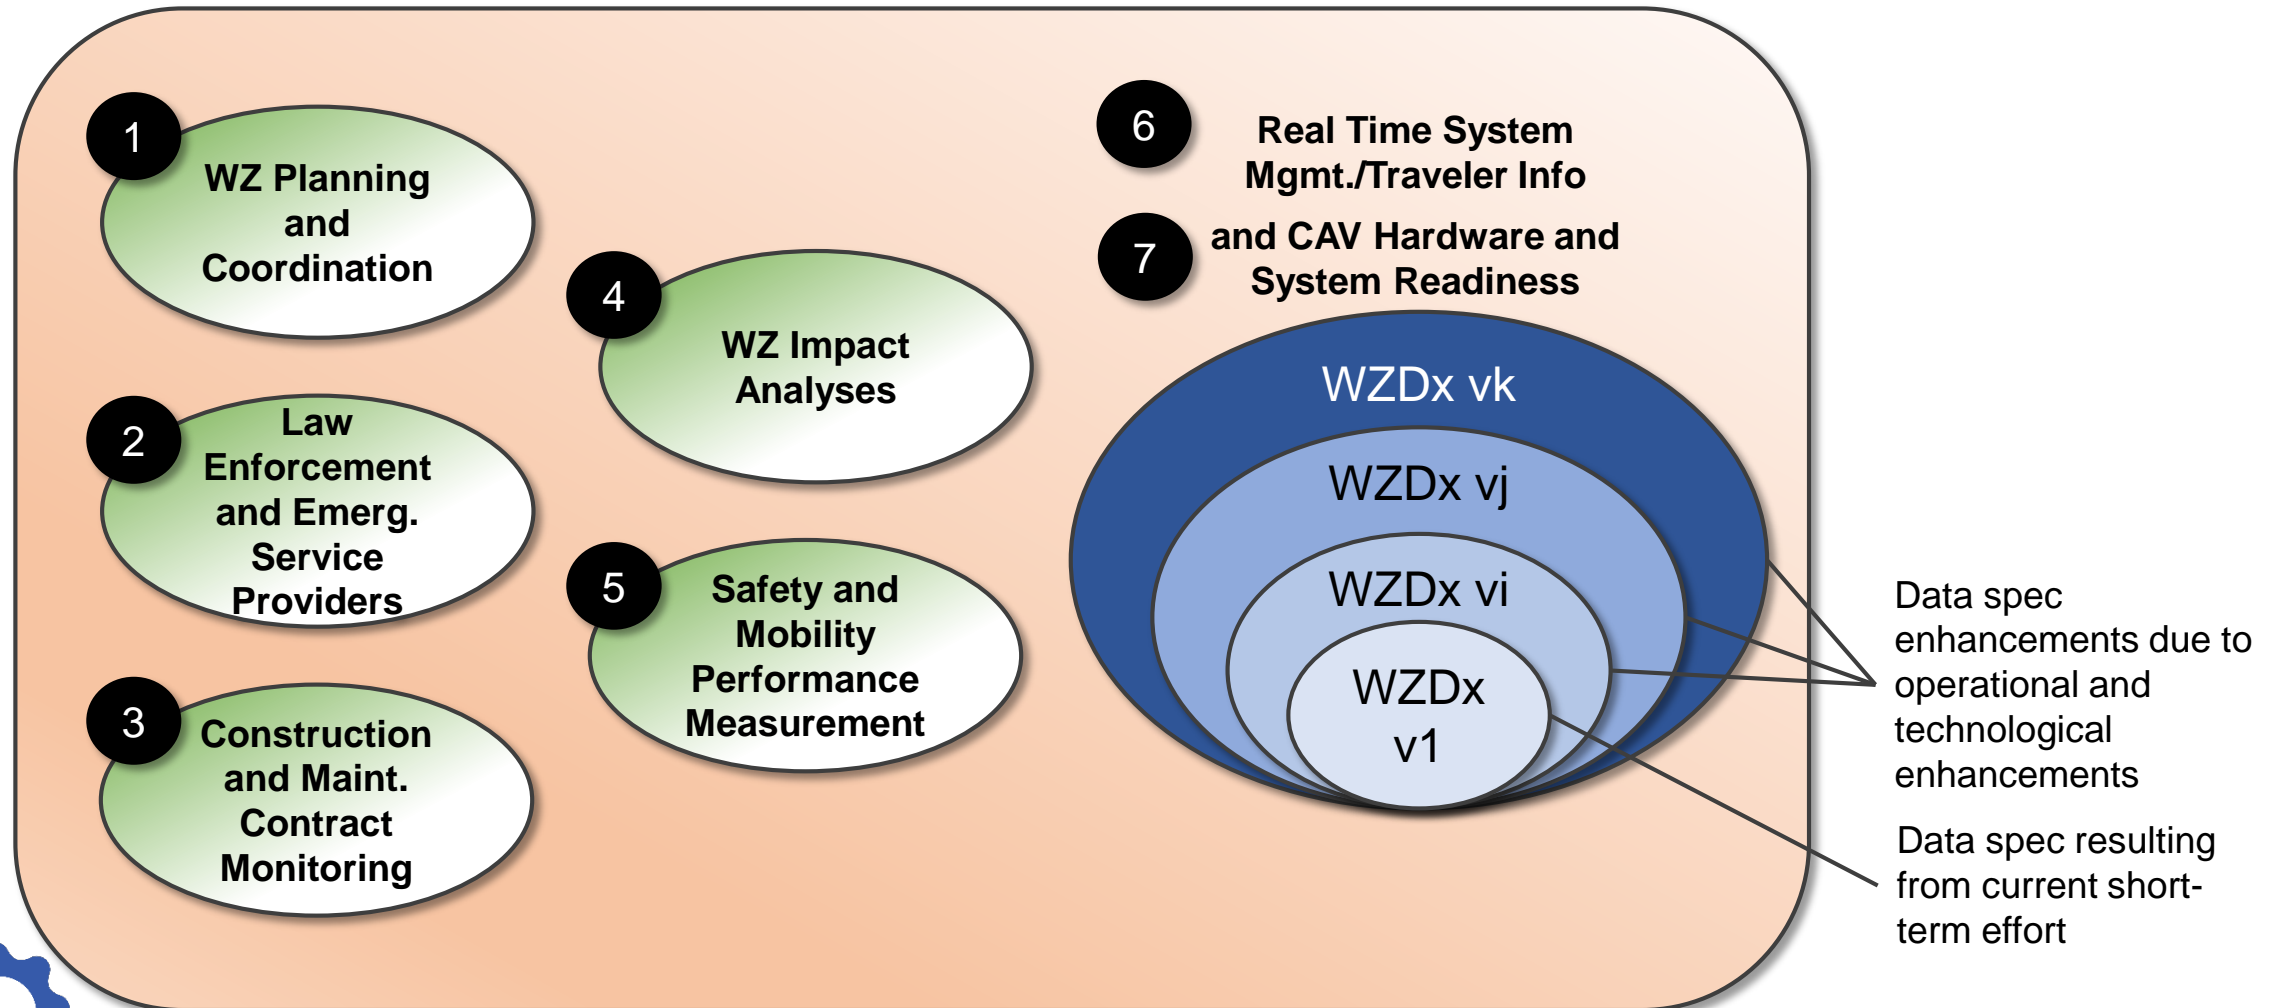 1
WZ Planning
and
Coordination
2
Law
Enforcement
and Emerg.
Service
Providers
3
Construction
and Maint.
Contract
Monitoring
4
WZ Impact
Analyses
5
Safety and
Mobility
Performance
Measurement
6
Real Time System
Mgmt./Traveler Info
7
and CAV Hardware and
System Readiness
WZDx vk
WZDx vj
WZDx vi
WZDx
v1
Data spec
enhancements due to
operational and
technological
enhancements
Data spec resulting
from current short-
term effort